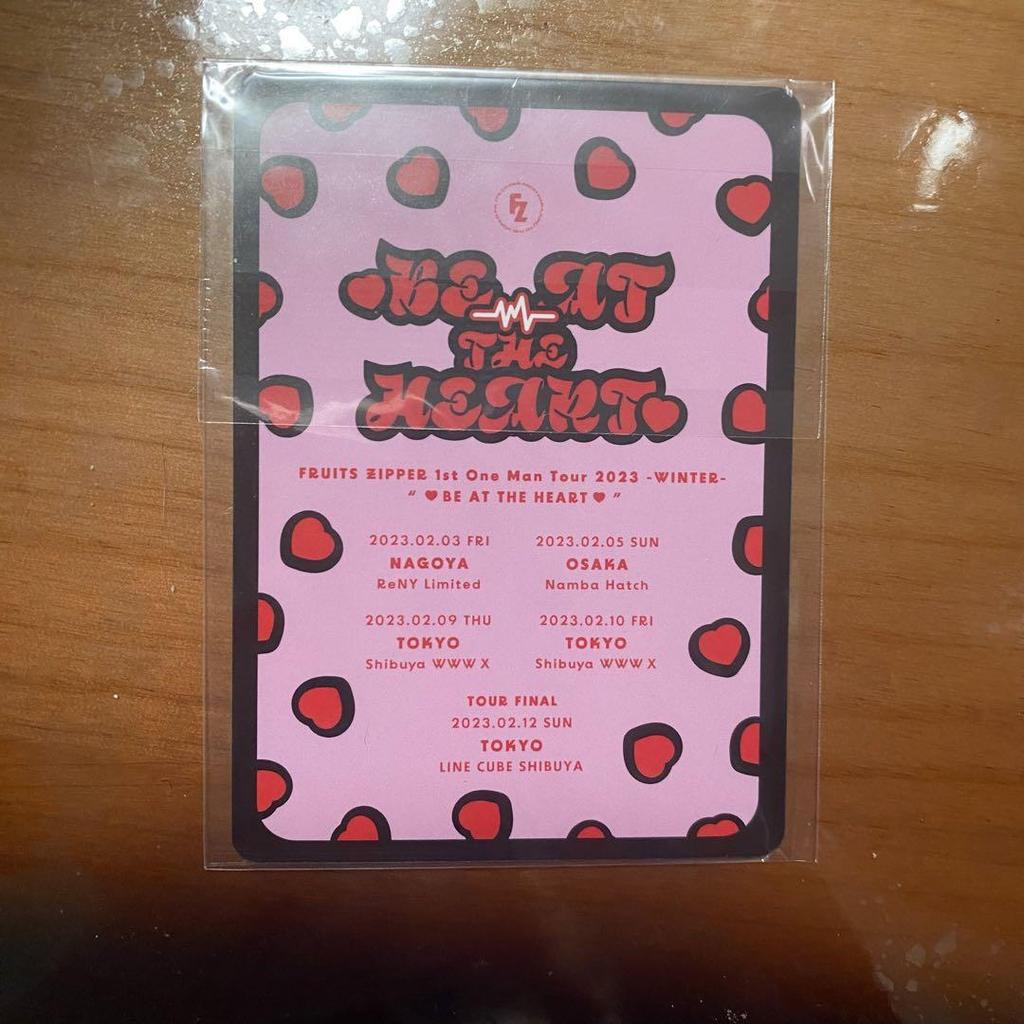 FZ
BE AT
THE
HEART
FRUITS ZIPPER 1st One Man Tour 2023 -WINTER-
" ♥ BE AT THE HEART ♥ "
2023.02.03 FRI
NAGOYA
ReNY Limited
2023.02.05 SUN
OSAKA
Namba Hatch
2023.02.09 THU
TOKYO
Shibuya WWW X
2023.02.10 FRI
TOKYO
Shibuya WWW X
TOUR FINAL
2023.02.12 SUN
TOKYO
LINE CUBE SHIBUYA